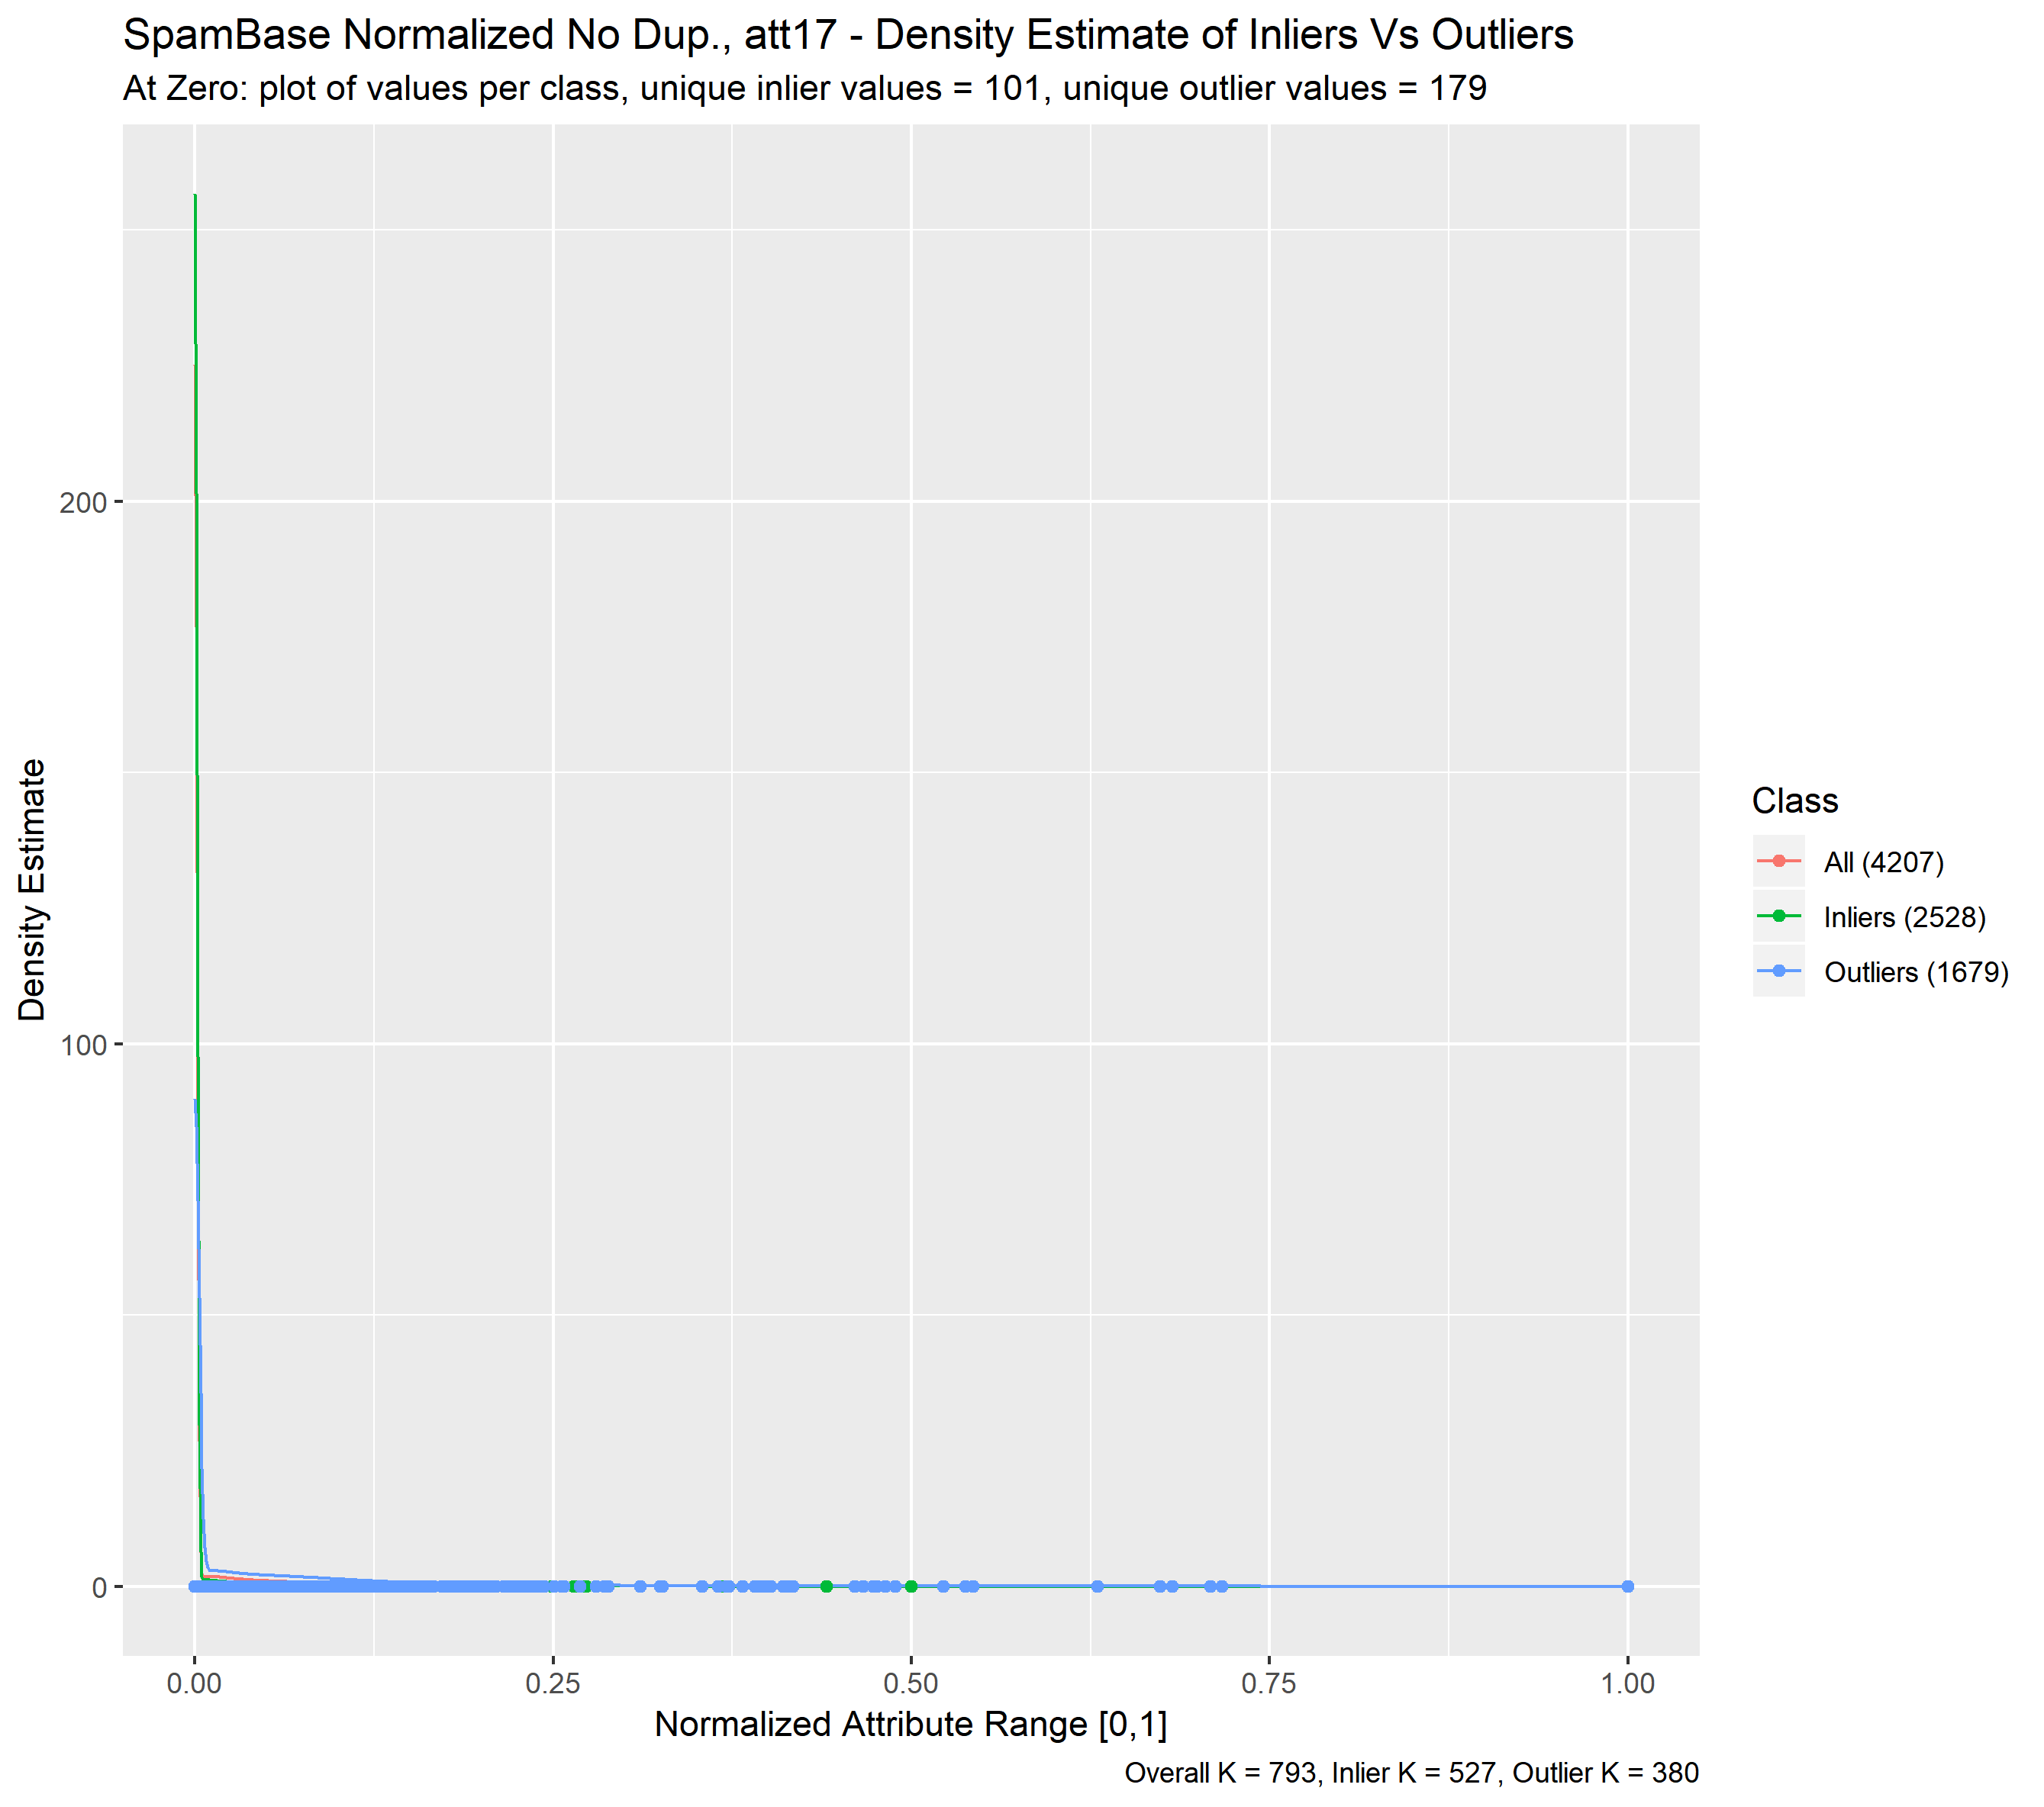 SpamBase Normalized No Dup., att17 - Density Estimate of Inliers Vs Outliers
At Zero: plot of values per class, unique inlier values = 101, unique outlier values = 179
Density Estimate
200
100
0
0.00
0.25
0.50
0.75
1.00
Normalized Attribute Range [0,1]
Overall K = 793, Inlier K = 527, Outlier K = 380
Class
All (4207)
Inliers (2528)
Outliers (1679)